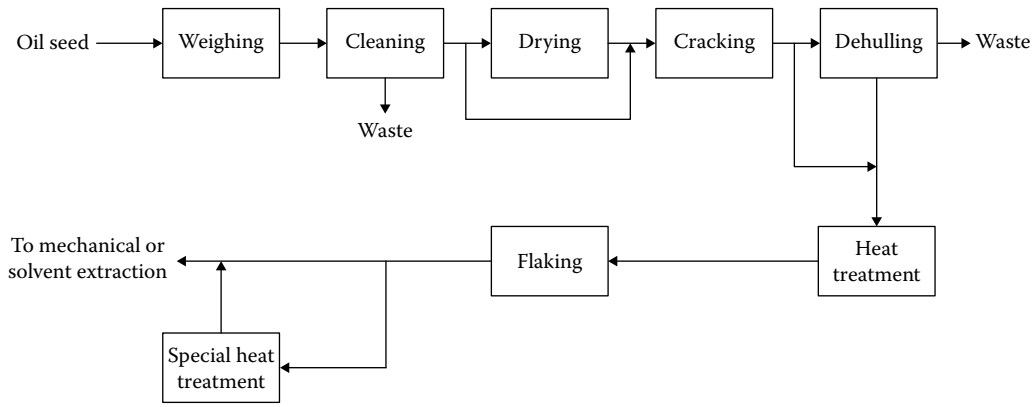 Oil seed
Weighing
Cleaning
Drying
Cracking
Dehulling
Waste
Waste
To mechanical or
solvent extraction
Flaking
Heat
treatment
Special heat
treatment